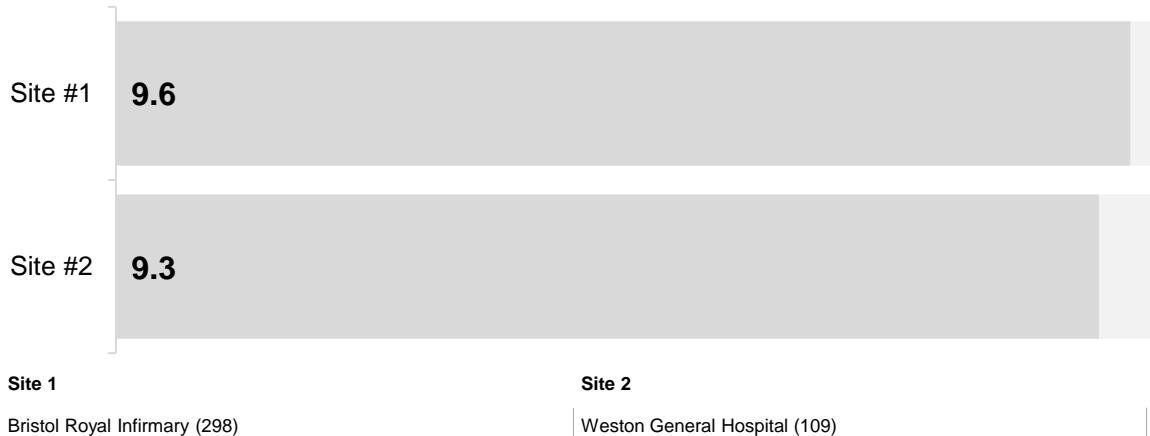 Site #1 9.6
Site #2 9.3
Site 1 Site 2
Bristol Royal Infirmary (298) Weston General Hospital (109)